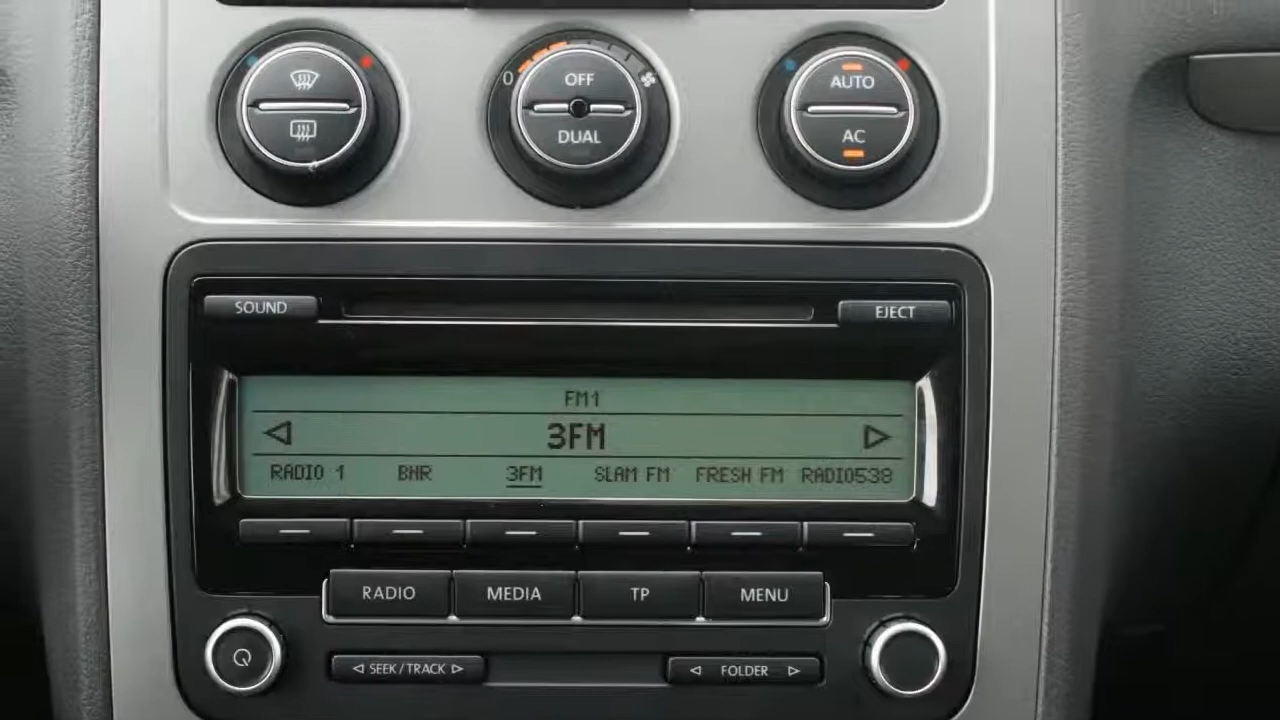 0 OFF AUTO
DUAL AC
SOUND EJECT
FM1
3FM
RADIO 1 BNR 3FM SLAM FM FRESH FM RADIO538
RADIO MEDIA TP MENU
SEEK/TRACK FOLDER